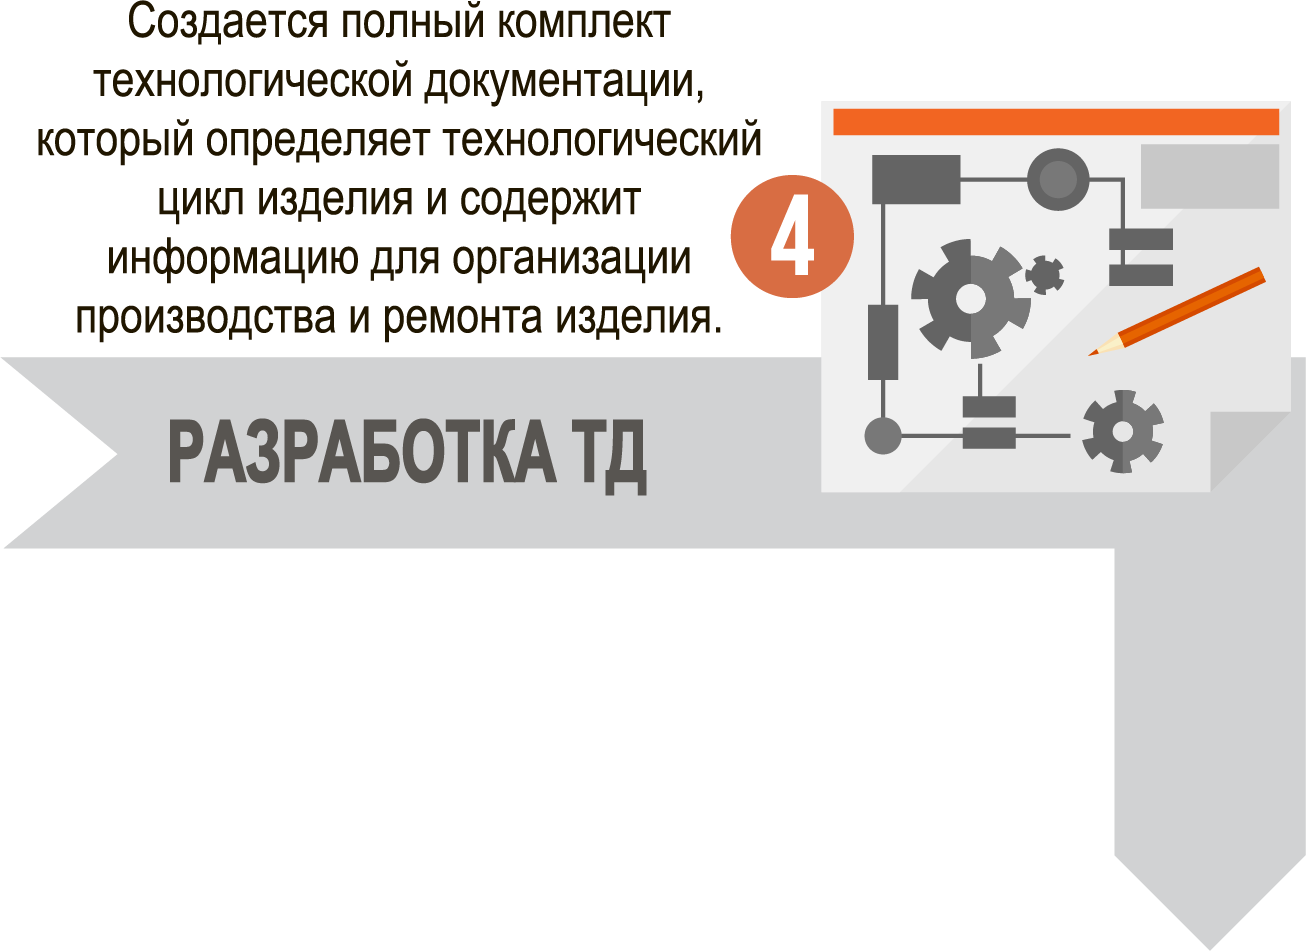 Создается полный комплект
технологической документации,
который определяет технологический
цикл изделия и содержит
информацию для организации
производства и ремонта изделия.
4
РАЗРАБОТКА ТД